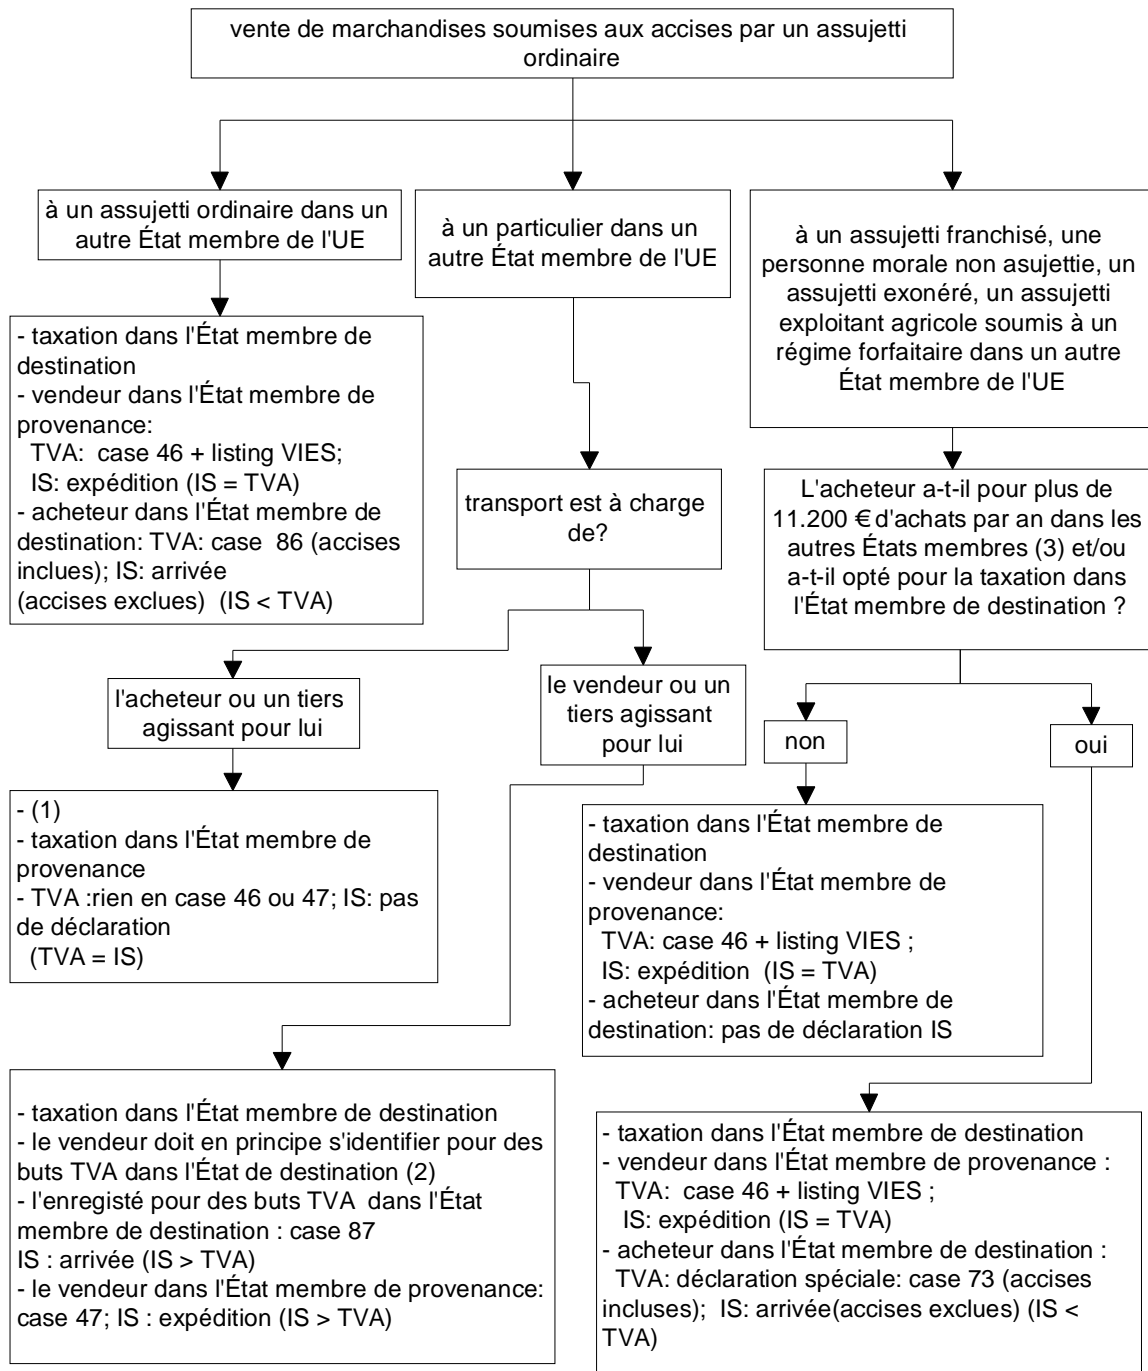 vente de marchandises soumises aux accises par un assujetti
ordinaire
à un assujetti ordinaire dans un
autre État membre de l'UE
à un particulier dans un
autre État membre de l'UE
à un assujetti franchisé, une
personne morale non asujettie, un
assujetti exonéré, un assujetti
exploitant agricole soumis à un
régime forfaitaire dans un autre
État membre de l'UE
- taxation dans l'État membre de
destination
- vendeur dans l'État membre de
provenance:
TVA: case 46 + listing VIES;
IS: expédition (IS = TVA)
- acheteur dans l'État membre de
destination: TVA: case 86 (accises
inclues); IS: arrivée
(accises exclues) (IS < TVA)
transport est à charge
de?
L'acheteur a-t-il pour plus de
11.200 € d'achats par an dans les
autres États membres (3) et/ou
a-t-il opté pour la taxation dans
l'État membre de destination ?
l'acheteur ou un tiers
agissant pour lui
le vendeur ou un
tiers agissant
pour lui
non
oui
- (1)
- taxation dans l'État membre de
provenance
- TVA :rien en case 46 ou 47; IS: pas
de déclaration
(TVA = IS)
- taxation dans l'État membre de
destination
- vendeur dans l'État membre de
provenance:
TVA: case 46 + listing VIES ;
IS: expédition (IS = TVA)
- acheteur dans l'État membre de
destination: pas de déclaration IS
- taxation dans l'État membre de destination
- le vendeur doit en principe s'identifier pour des
buts TVA dans l'État de destination (2)
- l'enregisté pour des buts TVA dans l'État
membre de destination : case 87
IS : arrivée (IS > TVA)
- le vendeur dans l'État membre de provenance:
case 47; IS : expédition (IS > TVA)
- taxation dans l'État membre de destination
- vendeur dans l'État membre de provenance :
TVA: case 46 + listing VIES ;
IS: expédition (IS = TVA)
- acheteur dans l'État membre de destination :
TVA: déclaration spéciale: case 73 (accises
incluses); IS: arrivée(accises exclues) (IS <
TVA)